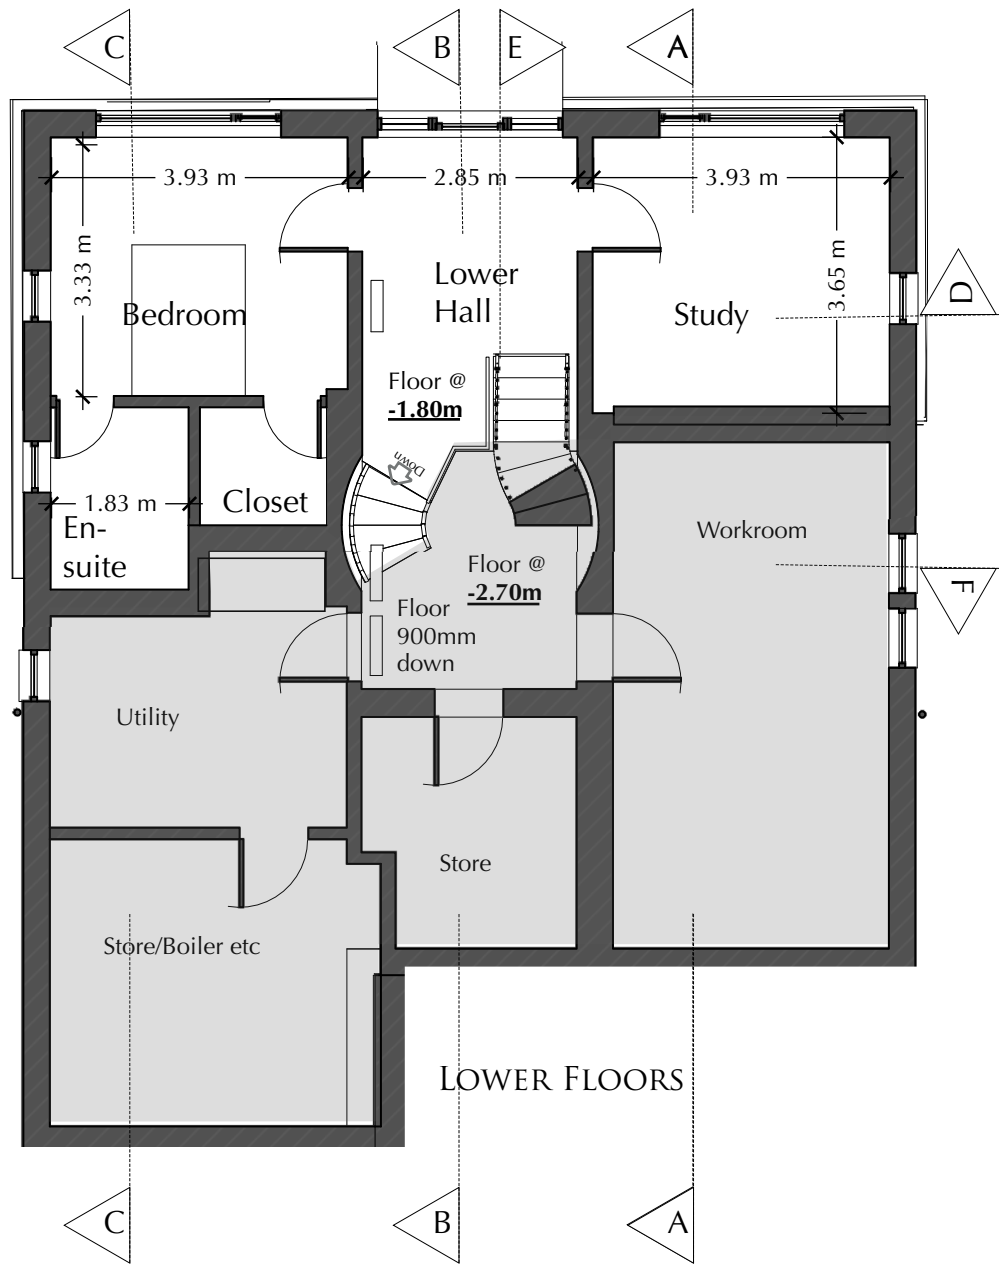 C
B
E
A
3.93 m
2.85 m
3.93 m
3.33 m
3.65 m
Bedroom
Lower
Hall
Study
D
Floor @
-1.80m
Down
1.83 m
Closet
En-
suite
Workroom
Floor @
-2.70m
F
Floor
900mm
down
Utility
Store
Store/Boiler etc
LOWER FLOORS
C
B
A